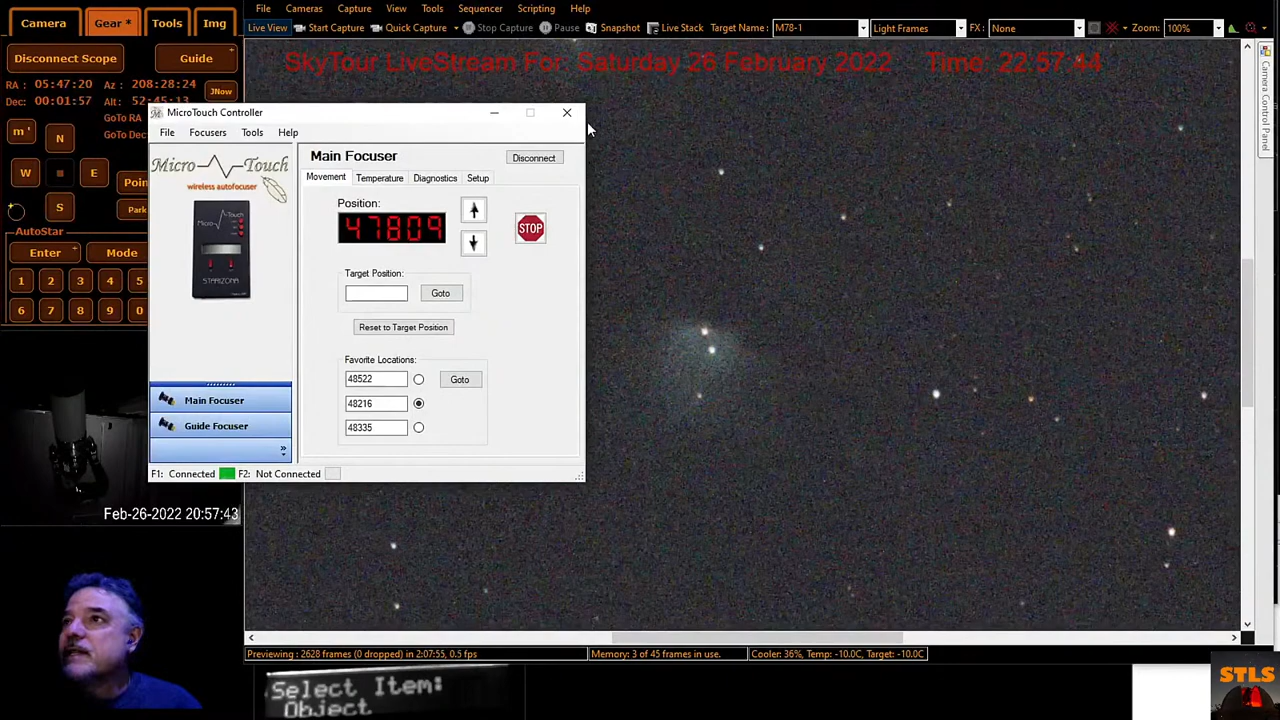 Camera Gear * Tools Img
File Cameras Capture View Tools Sequencer Scripting Help
Live View Start Capture Quick Capture Stop Capture Pause Snapshot Live Stack Target Name : M78-1 Light Frames FX : None Zoom: 100%
Disconnect Scope Guide
SkyTour LiveStream For Saturday 26 February 2022 Time: 22:57:44
RA : 05:47:20 Az : 208:28:24 JNow
Dec: 00:01:57 Alt: 52:45:13
GoTo RA
GoTo Dec
m '
N
W
E
S
Poin
Park
AutoStar
Enter Mode
1 2 3 4 5
6 7 8 9 0
MicroTouch Controller
File Focusers Tools Help
Micro Touch
wireless autofocuser
Micro Touch
STARIZONA
Main Focuser
Guide Focuser
F1: Connected F2: Not Connected
Main Focuser Disconnect
Movement Temperature Diagnostics Setup
Position:
47809
STOP
Target Position:
Goto
Reset to Target Position
Favorite Locations:
48522 Goto
48216
48335
Camera Control Panel
Feb-26-2022 20:57:43
Previewing : 2628 frames (0 dropped) in 2:07:55, 0.5 fps Memory: 3 of 45 frames in use. Cooler: 36%, Temp: -10.0C, Target: -10.0C
Select Item:
Object
STLS